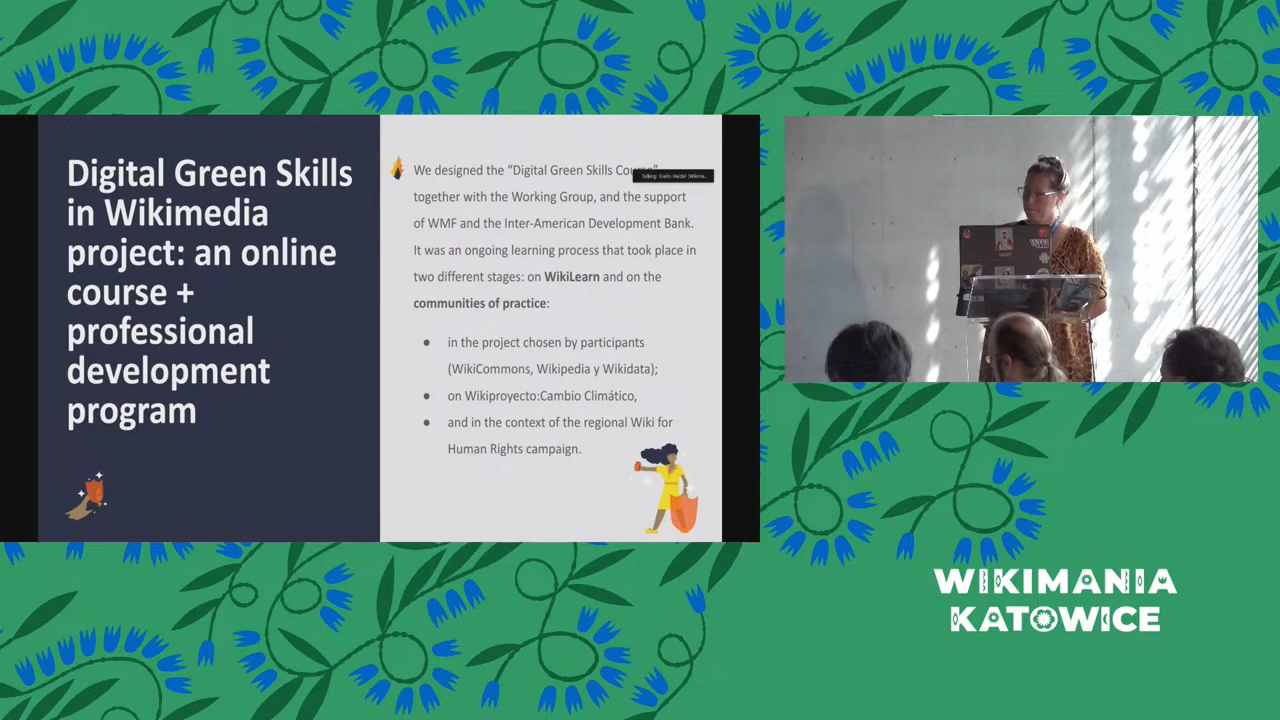 Digital Green Skills
in Wikimedia
project: an online
course +
professional
development
program
We designed the “Digital Green Skills Course”
together with the Working Group, and the support
of WMF and the Inter-American Development Bank.
It was an ongoing learning process that took place in
two different stages: on WikiLearn and on the
communities of practice:
● in the project chosen by participants
(WikiCommons, Wikipedia y Wikidata);
● on Wikiproyecto:Cambio Climático,
● and in the context of the regional Wiki for
Human Rights campaign.
Talking: Evelin Heidel (Wikime...
WIKIMANIA
KATOWICE